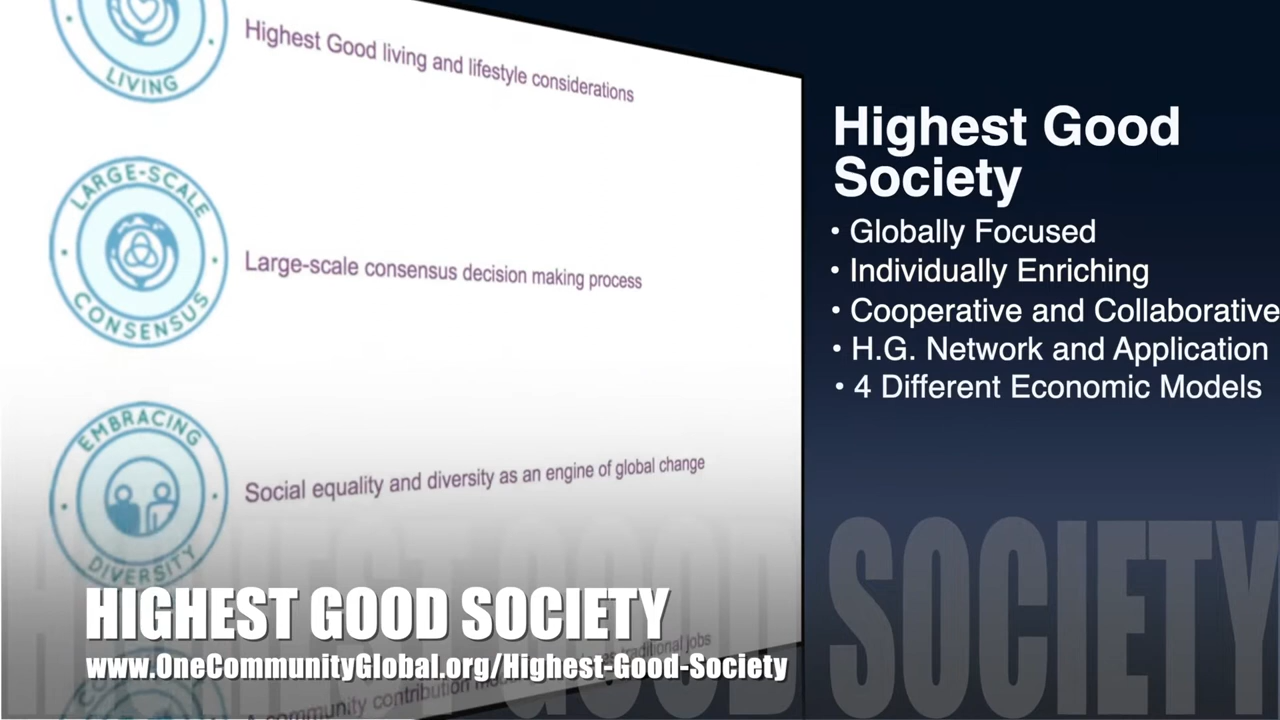 LIVING
Highest Good living and lifestyle considerations
LARGE-SCALE
CONSENSUS
Large-scale consensus decision making process
EMBRACING
DIVERSITY
Social equality and diversity as an engine of global change
A community contribution
traditional jobs
Highest Good
Society
• Globally Focused
• Individually Enriching
• Cooperative and Collaborative
• H.G. Network and Application
• 4 Different Economic Models
HIGHEST GOOD SOCIETY
HIGHEST GOOD SOCIETY
www.OneCommunityGlobal.org/Highest-Good-Society